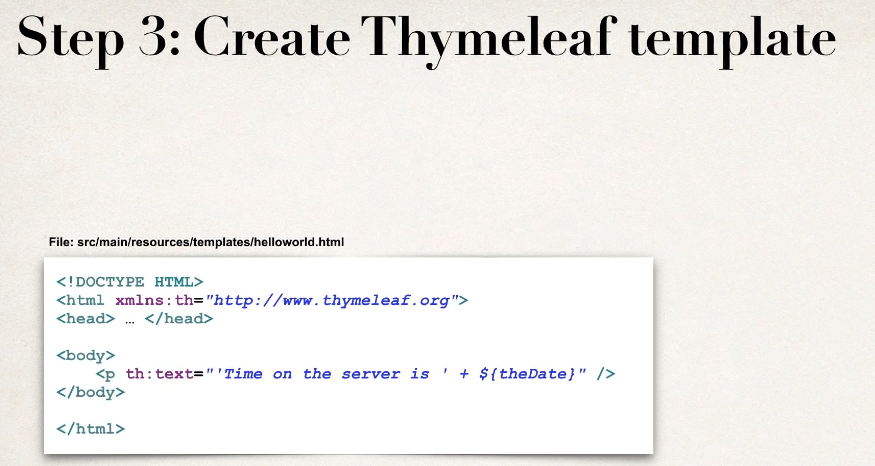 Step 3: Create Thymeleaf template
File: src/main/resources/templates/helloworld.html
<!DOCTYPE HTML>
<html xmlns:th="http://www.thymeleaf.org">
<head> … </head>
<body>
<p th:text="'Time on the server is ' + ${theDate}" />
</body>
</html>